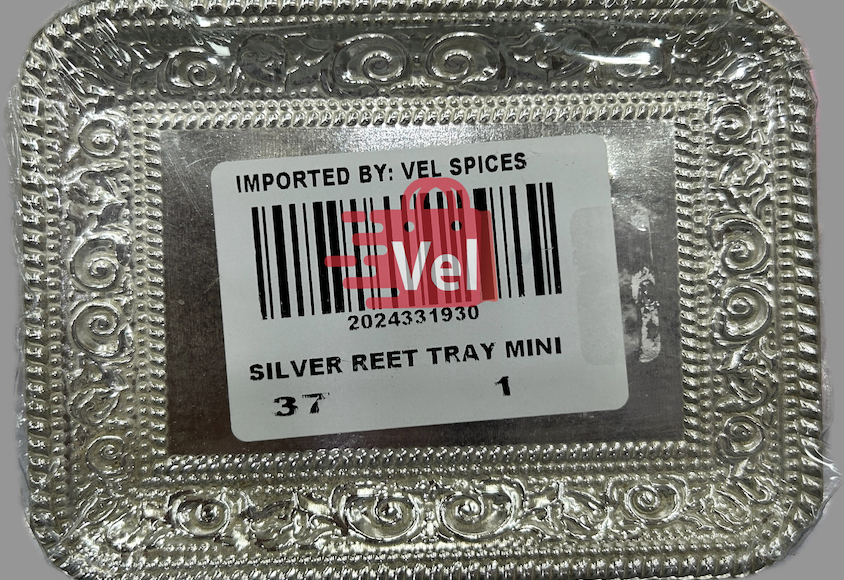 IMPORTED BY: VEL SPICES
Vel
2024331930
SILVER REET TRAY MINI
37 1